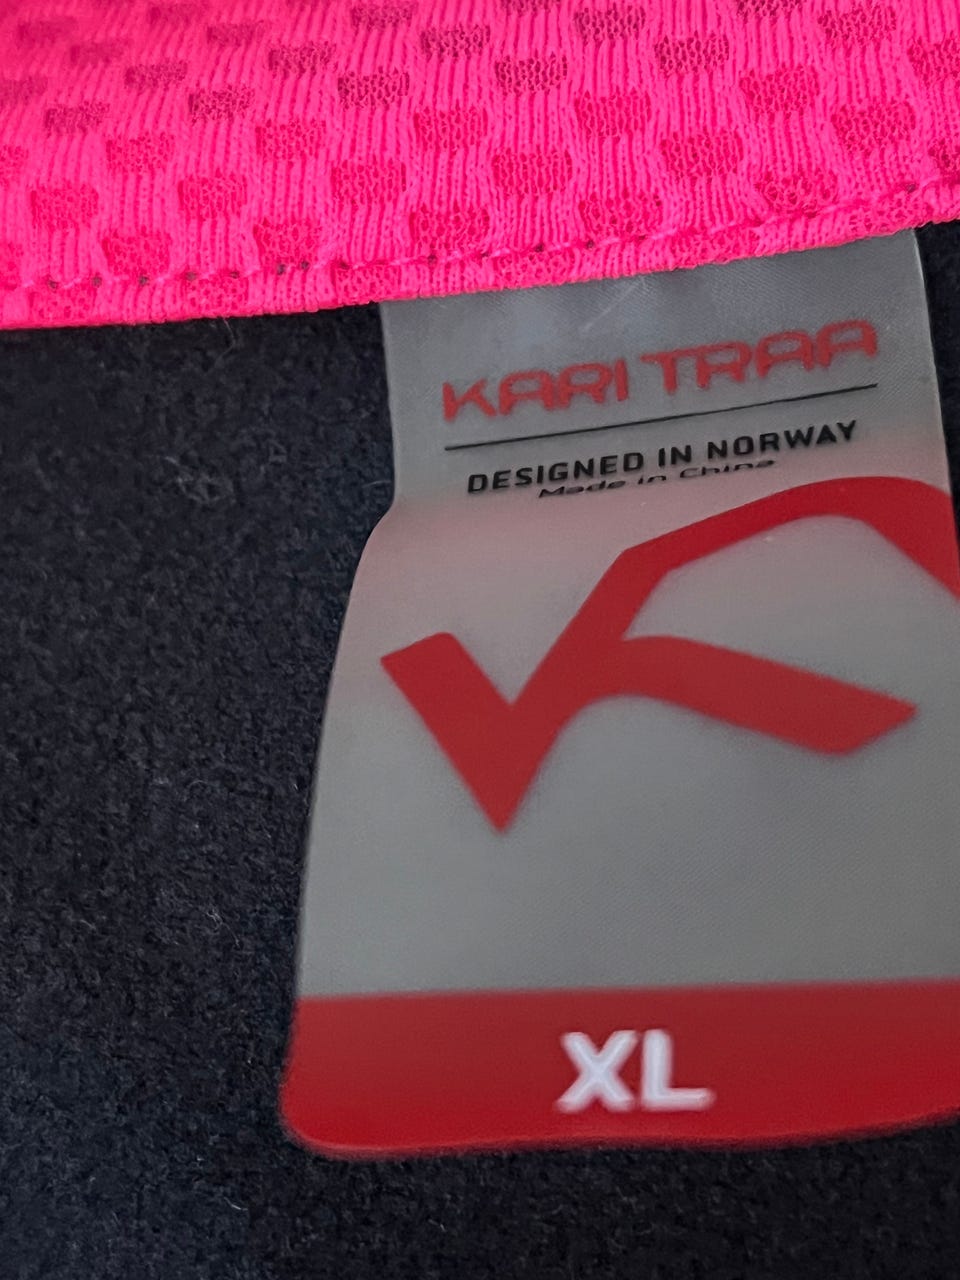 KARI TRAA
DESIGNED IN NORWAY
Made in China
XL